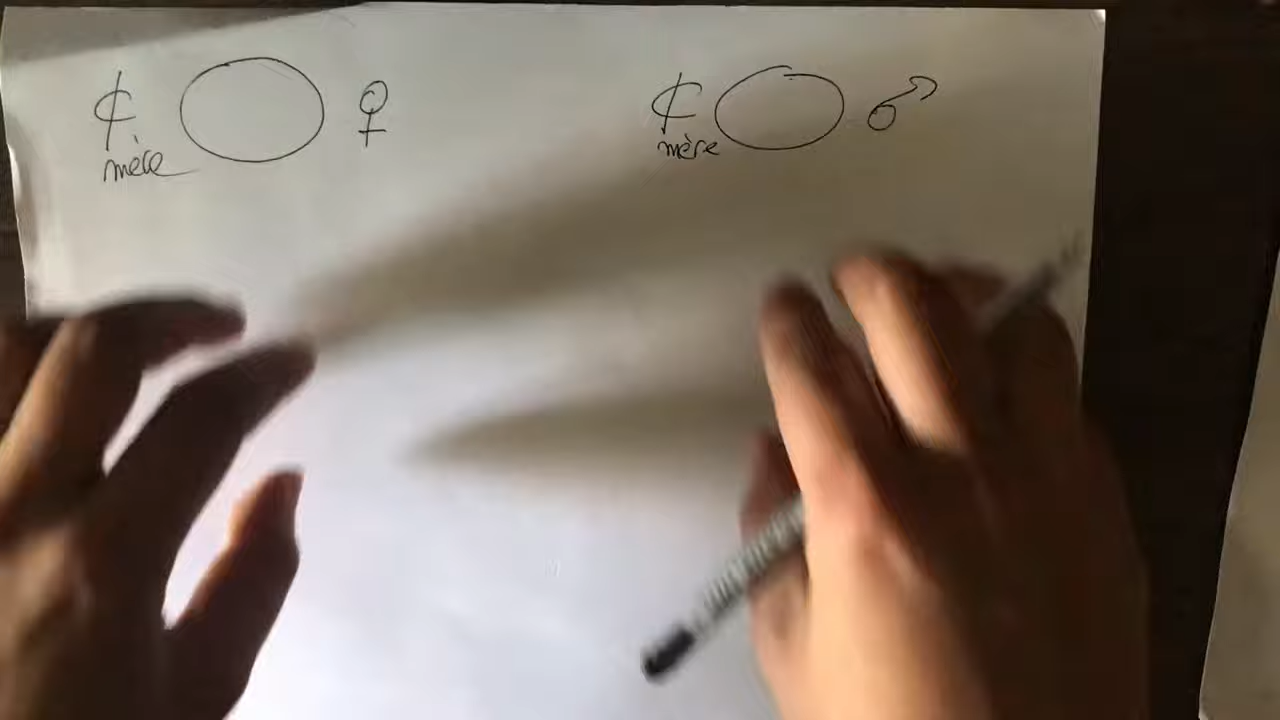 ¢ ♀ ¢ ♂
mère mère